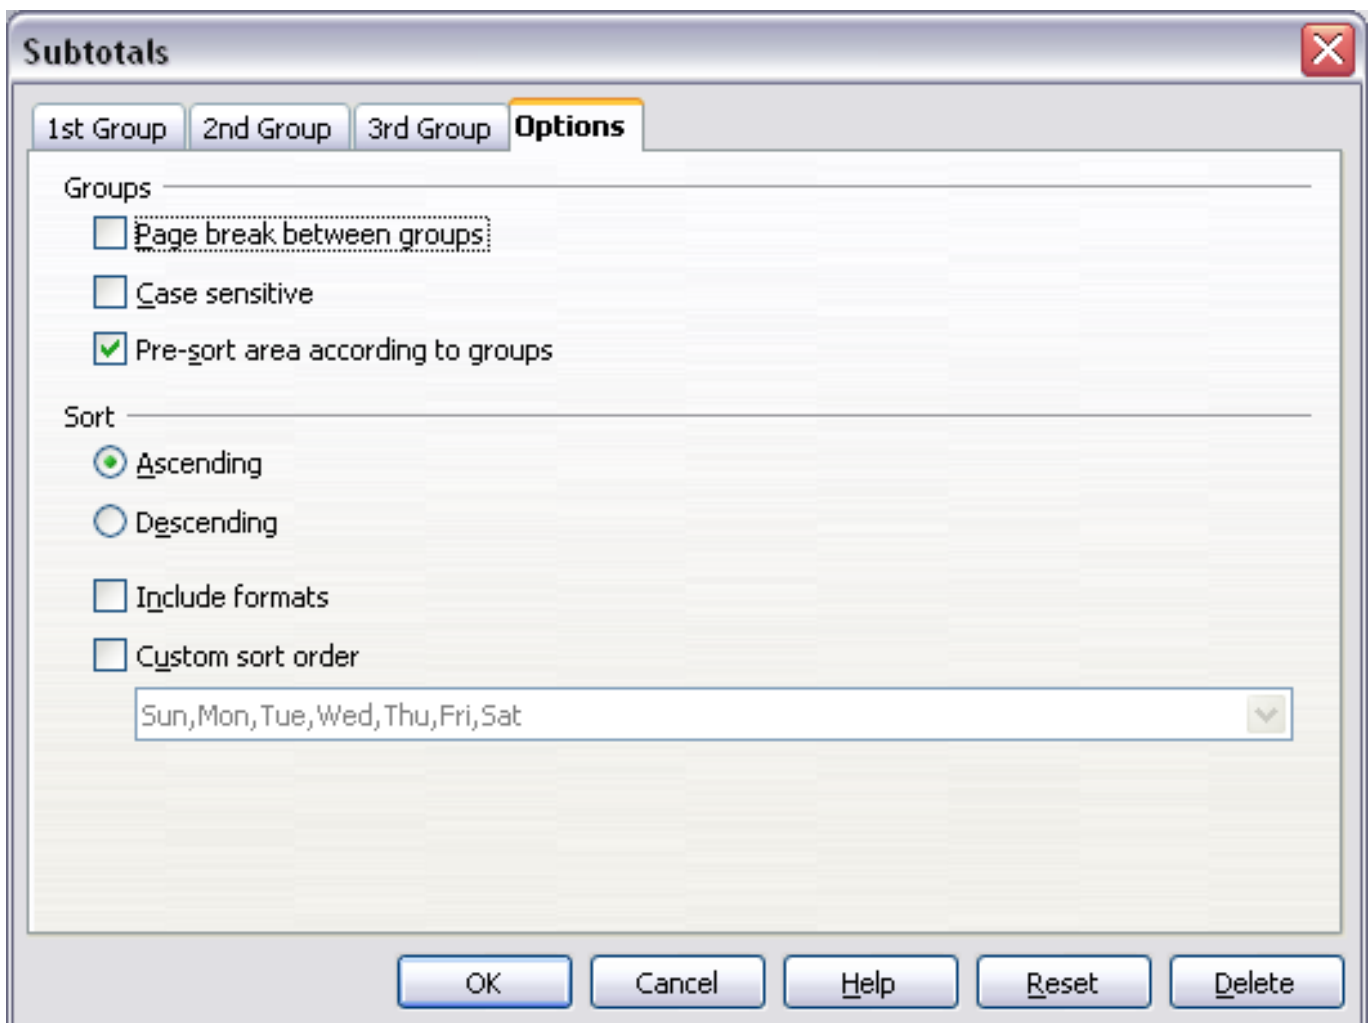 Subtotals
1st Group 2nd Group 3rd Group Options
Groups
Page break between groups
Case sensitive
Pre-sort area according to groups
Sort
Ascending
Descending
Include formats
Custom sort order
Sun,Mon,Tue,Wed,Thu,Fri,Sat
OK Cancel Help Reset Delete